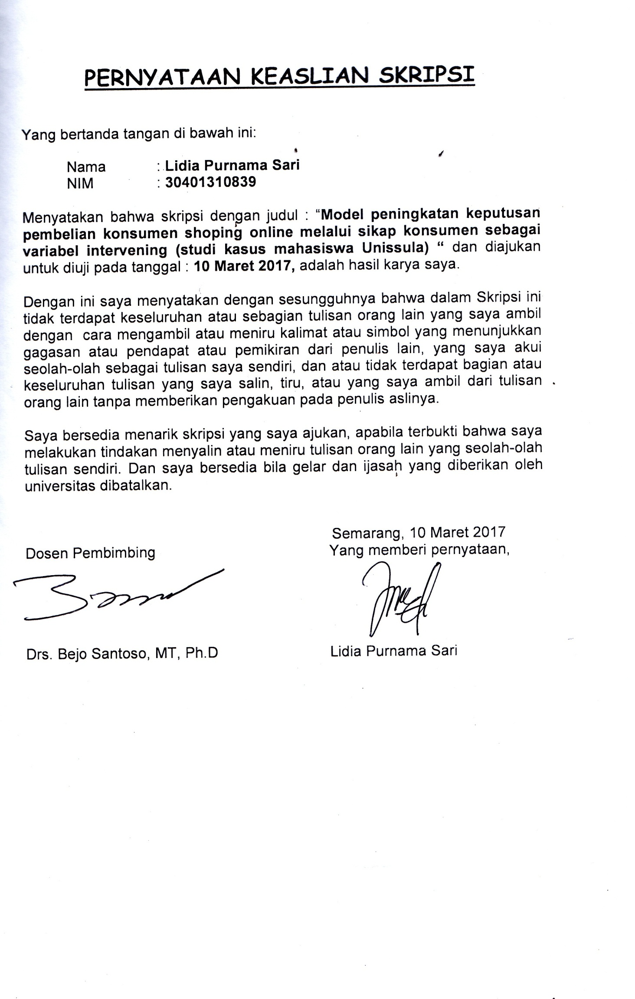 PERNYATAAN KEASLIAN SKRIPSI
Yang bertanda tangan di bawah ini:
Nama : Lidia Purnama Sari
NIM : 30401310839
Menyatakan bahwa skripsi dengan judul : “Model peningkatan keputusan
pembelian konsumen shoping online melalui sikap konsumen sebagai
variabel intervening (studi kasus mahasiswa Unissula) “ dan diajukan
untuk diuji pada tanggal : 10 Maret 2017, adalah hasil karya saya.
Dengan ini saya menyatakan dengan sesungguhnya bahwa dalam Skripsi ini
tidak terdapat keseluruhan atau sebagian tulisan orang lain yang saya ambil
dengan cara mengambil atau meniru kalimat atau simbol yang menunjukkan
gagasan atau pendapat atau pemikiran dari penulis lain, yang saya akui
seolah-olah sebagai tulisan saya sendiri, dan atau tidak terdapat bagian atau
keseluruhan tulisan yang saya salin, tiru, atau yang saya ambil dari tulisan
orang lain tanpa memberikan pengakuan pada penulis aslinya.
Saya bersedia menarik skripsi yang saya ajukan, apabila terbukti bahwa saya
melakukan tindakan menyalin atau meniru tulisan orang lain yang seolah-olah
tulisan sendiri. Dan saya bersedia bila gelar dan ijasah yang diberikan oleh
universitas dibatalkan.
Semarang, 10 Maret 2017
Dosen Pembimbing
Yang memberi pernyataan,
Drs. Bejo Santoso, MT, Ph.D
Lidia Purnama Sari